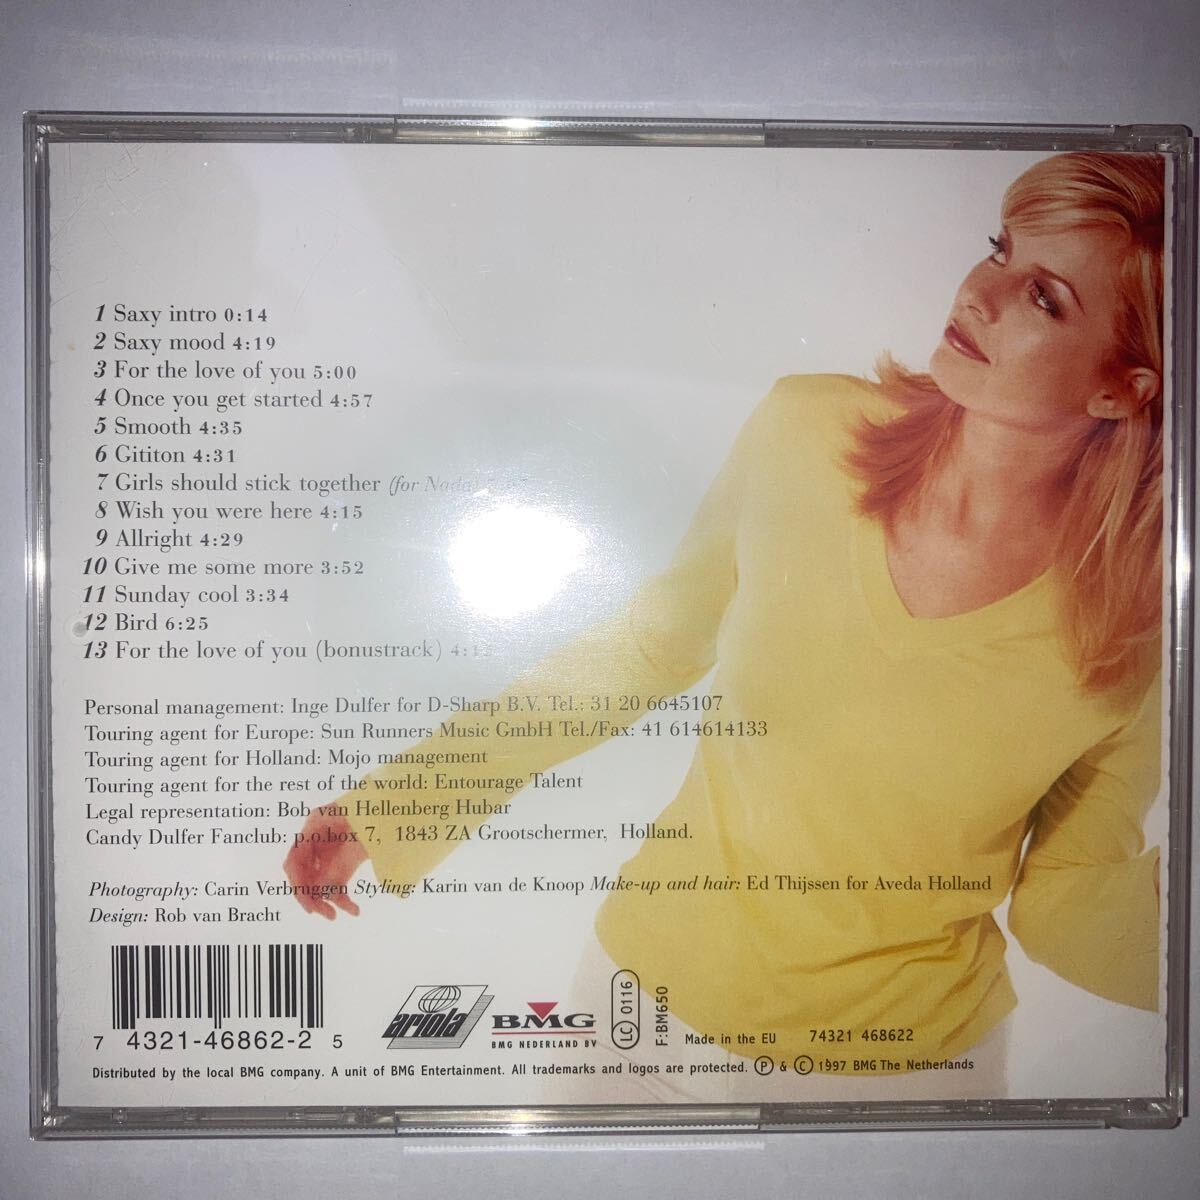 1 Saxy intro 0:14
2 Saxy mood 4:19
3 For the love of you 5:00
4 Once you get started 4:57
5 Smooth 4:35
6 Gititon 4:31
7 Girls should stick together (for Nada)
8 Wish you were here 4:15
9 Allright 4:29
10 Give me some more 3:52
11 Sunday cool 3:34
12 Bird 6:25
13 For the love of you (bonustrack)
Personal management: Inge Dulfer for D-Sharp B.V. Tel.: 31 20 6645107
Touring agent for Europe: Sun Runners Music GmbH Tel./Fax: 41 614614133
Touring agent for Holland: Mojo management
Touring agent for the rest of the world: Entourage Talent
Legal representation: Bob van Hellenberg Hubar
Candy Dulfer Fanclub: p.o.box 7, 1843 ZA Grootschermer, Holland.
Photography: Carin Verbruggen Styling: Karin van de Knoop Make-up and hair: Ed Thijssen for Aveda Holland
Design: Rob van Bracht
7 4321-46862-2 5
ariola
BMG
BMG NEDERLAND BV
LC 0116
F:BM650
Made in the EU 74321 468622
Distributed by the local BMG company. A unit of BMG Entertainment. All trademarks and logos are protected. Ⓟ & Ⓒ 1997 BMG The Netherlands